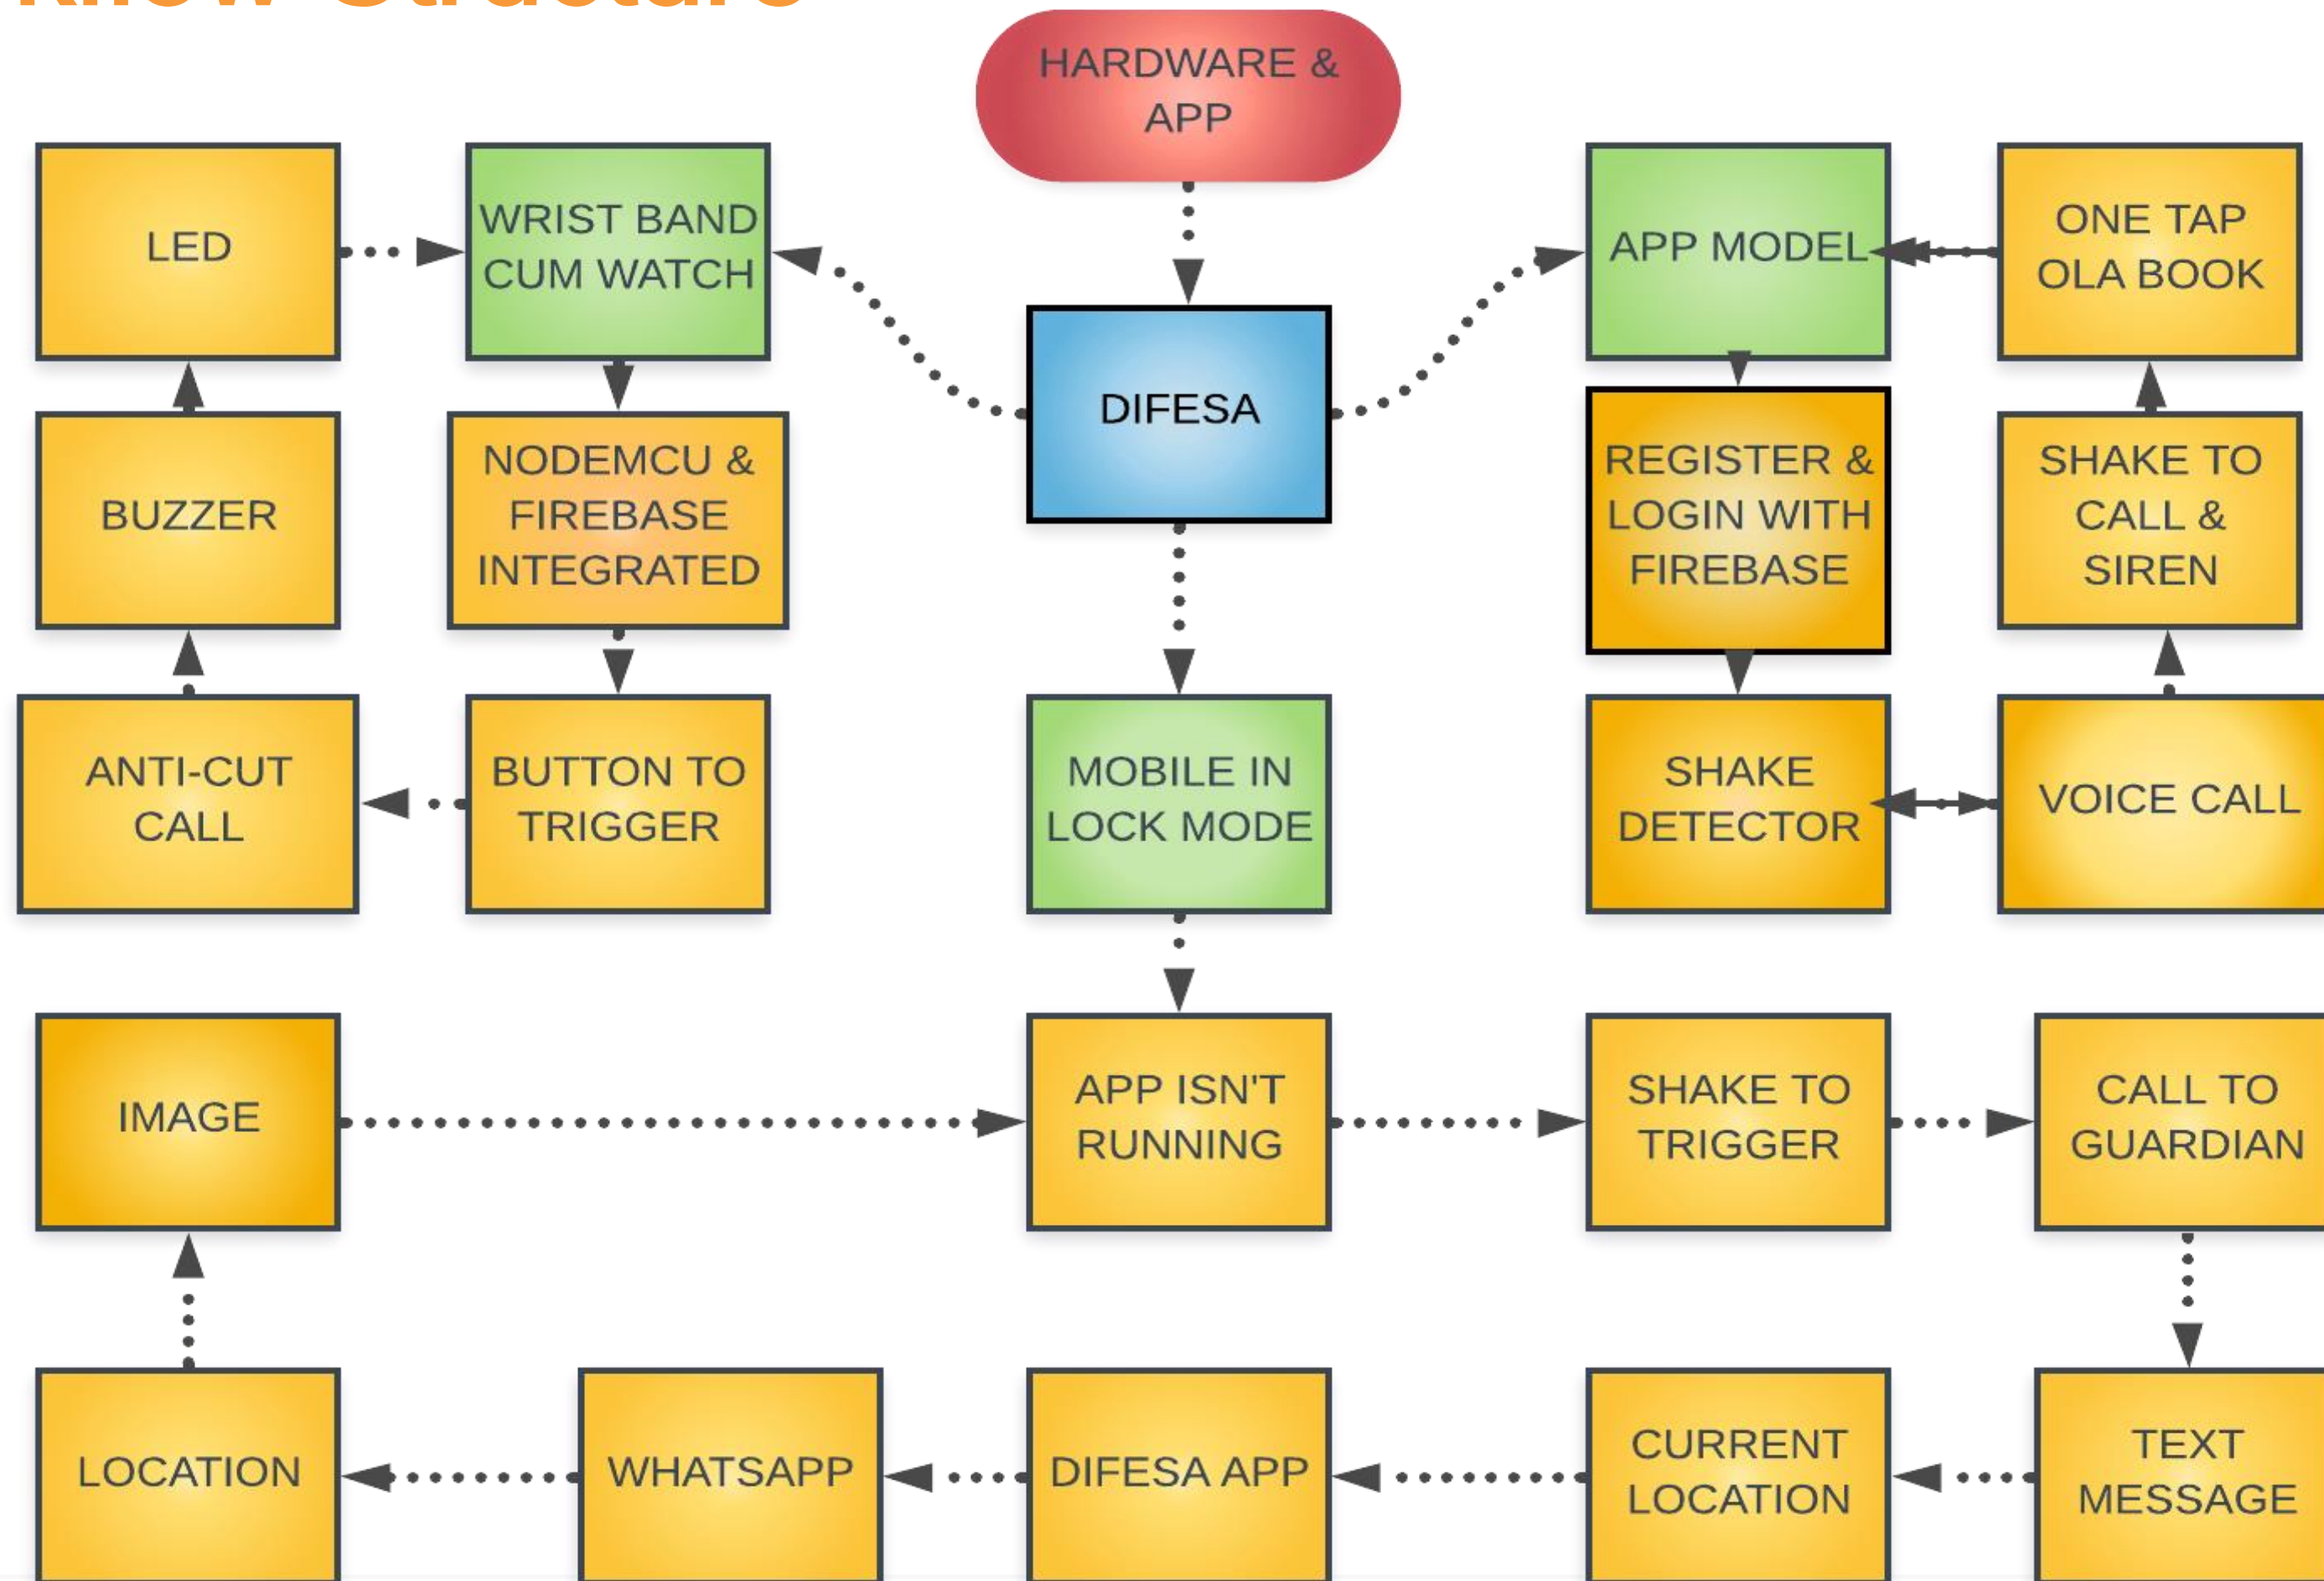 Structure
HARDWARE &
APP
LED
WRIST BAND
CUM WATCH
APP MODEL
ONE TAP
OLA BOOK
DIFESA
BUZZER
NODEMCU &
FIREBASE
INTEGRATED
REGISTER &
LOGIN WITH
FIREBASE
SHAKE TO
CALL &
SIREN
ANTI-CUT
CALL
BUTTON TO
TRIGGER
MOBILE IN
LOCK MODE
SHAKE
DETECTOR
VOICE CALL
IMAGE
APP ISN'T
RUNNING
SHAKE TO
TRIGGER
CALL TO
GUARDIAN
LOCATION
WHATSAPP
DIFESA APP
CURRENT
LOCATION
TEXT
MESSAGE